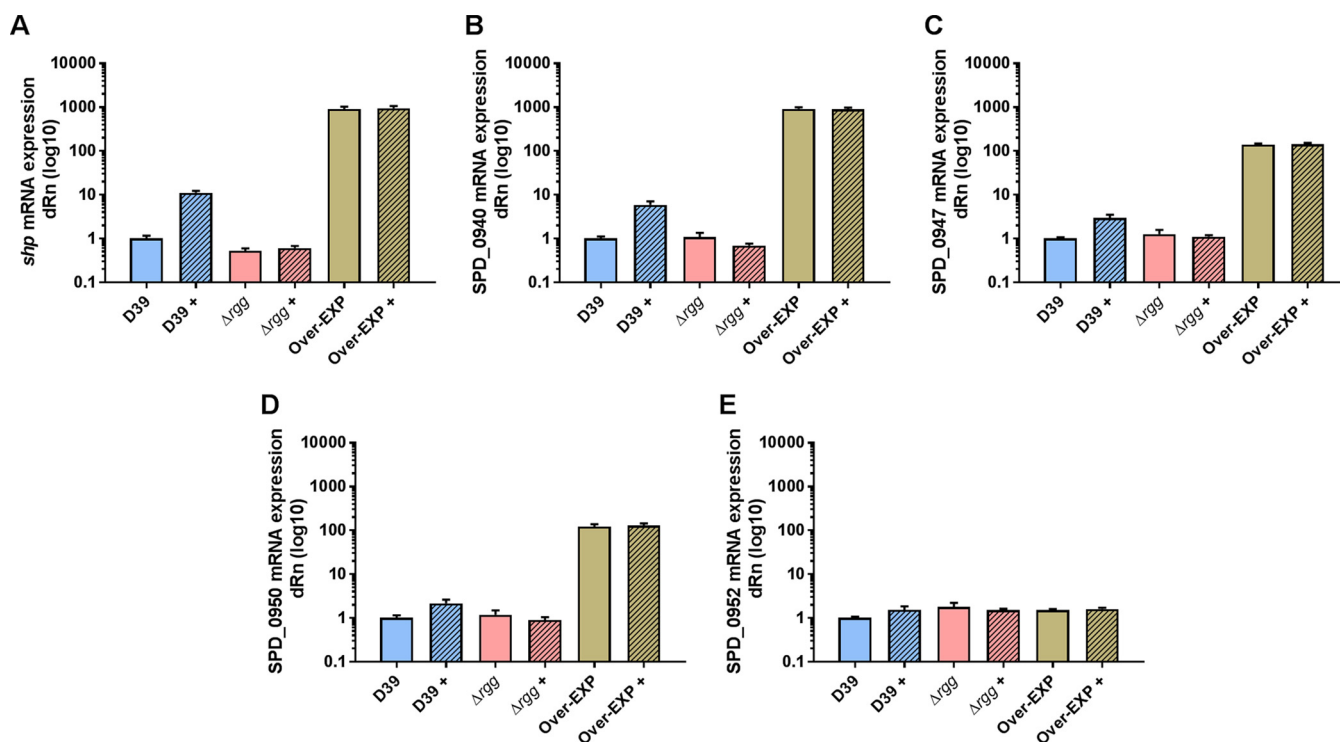 A
shp mRNA expression
dRn (log10)
10000
1000
100
10
1
0.1
D39
D39 +
Δrgg
Δrgg +
Over-EXP
Over-EXP +
B
SPD_0940 mRNA expression
dRn (log10)
10000
1000
100
10
1
0.1
D39
D39 +
Δrgg
Δrgg +
Over-EXP
Over-EXP +
C
SPD_0947 mRNA expression
dRn (log10)
10000
1000
100
10
1
0.1
D39
D39 +
Δrgg
Δrgg +
Over-EXP
Over-EXP +
D
SPD_0950 mRNA expression
dRn (log10)
10000
1000
100
10
1
0.1
D39
D39 +
Δrgg
Δrgg +
Over-EXP
Over-EXP +
E
SPD_0952 mRNA expression
dRn (log10)
10000
1000
100
10
1
0.1
D39
D39 +
Δrgg
Δrgg +
Over-EXP
Over-EXP +